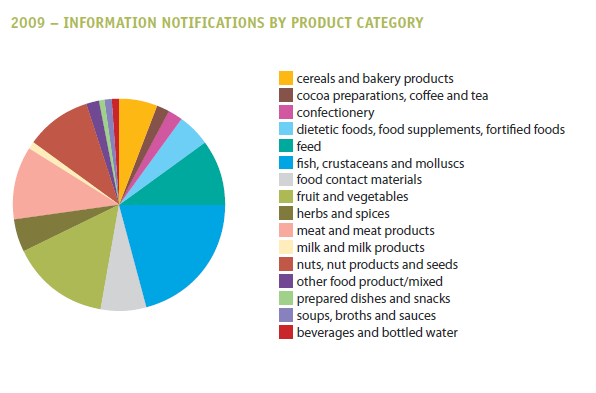 2009 – INFORMATION NOTIFICATIONS BY PRODUCT CATEGORY
cereals and bakery products
cocoa preparations, coffee and tea
confectionery
dietetic foods, food supplements, fortified foods
feed
fish, crustaceans and molluscs
food contact materials
fruit and vegetables
herbs and spices
meat and meat products
milk and milk products
nuts, nut products and seeds
other food product/mixed
prepared dishes and snacks
soups, broths and sauces
beverages and bottled water